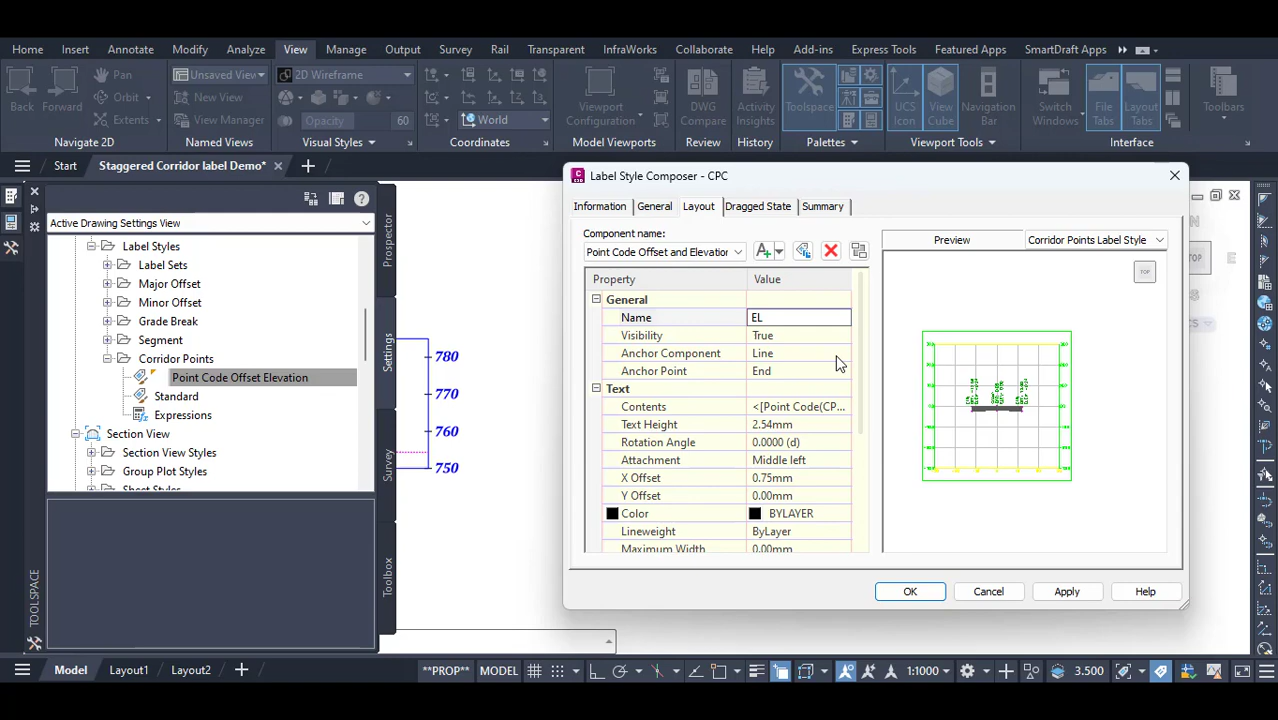 Home Insert Annotate Modify Analyze View Manage Output Survey Rail Transparent InfraWorks Collaborate Help Add-ins Express Tools Featured Apps SmartDraft Apps
Back
Forward
Pan
Orbit
Extents
Navigate 2D
Unsaved View
New View
View Manager
Named Views
2D Wireframe
Opacity 60
Visual Styles
World
Coordinates
Viewport
Configuration
Model Viewports
DWG
Compare
Review
Activity
Insights
History
Toolspace
Palettes
UCS
Icon
View
Cube
Navigation
Bar
Viewport Tools
Switch
Windows
File
Tabs
Layout
Tabs
Interface
Toolbars
Start Staggered Corridor label Demo*
Active Drawing Settings View
Label Styles
Label Sets
Major Offset
Minor Offset
Grade Break
Segment
Corridor Points
Point Code Offset Elevation
Standard
Expressions
Section View
Section View Styles
Group Plot Styles
Sheet Styles
Prospector
Settings
Survey
Toolbox
TOOLSPACE
780
770
760
750
Label Style Composer - CPC
Information General Layout Dragged State Summary
Component name:
Point Code Offset and Elevation
Preview Corridor Points Label Style
TOP
Property Value
General
Name EL
Visibility True
Anchor Component Line
Anchor Point End
Text
Contents <[Point Code(CP...
Text Height 2.54mm
Rotation Angle 0.0000 (d)
Attachment Middle left
X Offset 0.75mm
Y Offset 0.00mm
Color BYLAYER
Lineweight ByLayer
Maximum Width 0.00mm
OK Cancel Apply Help
TOP E
S
Model Layout1 Layout2
**PROP** MODEL 1:1000 3.500